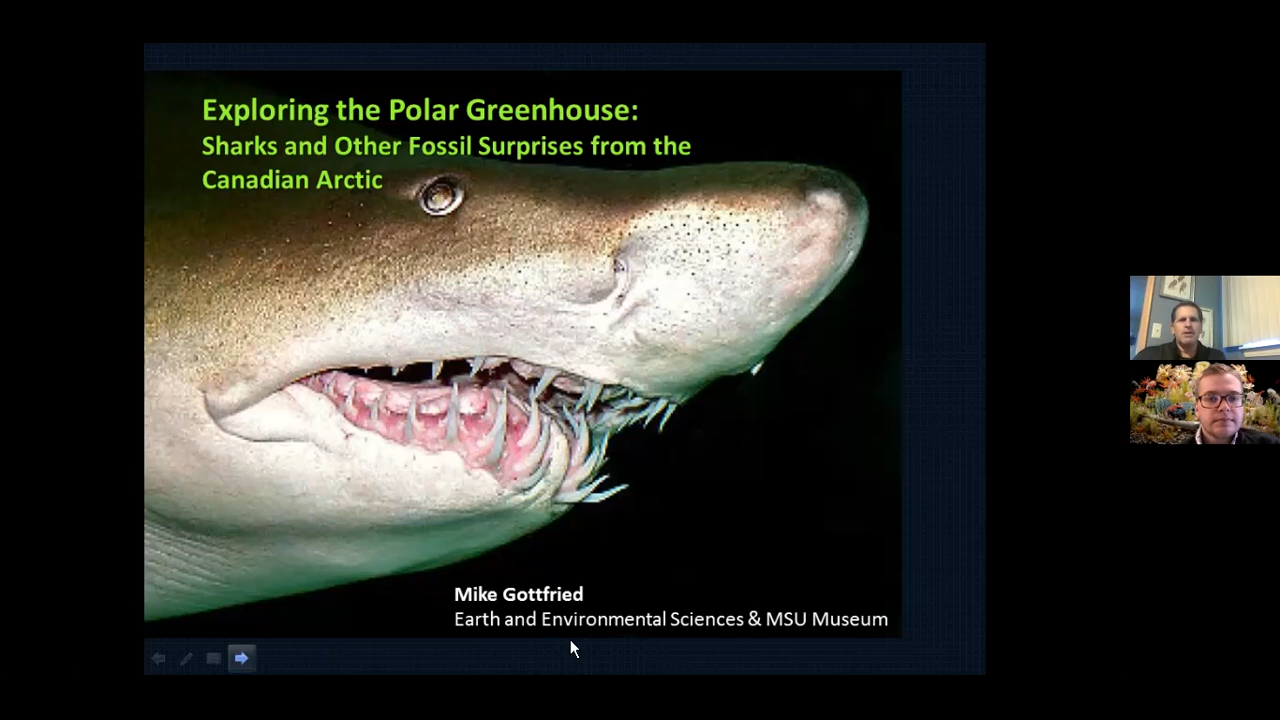 Exploring the Polar Greenhouse:
Sharks and Other Fossil Surprises from the
Canadian Arctic
Mike Gottfried
Earth and Environmental Sciences & MSU Museum